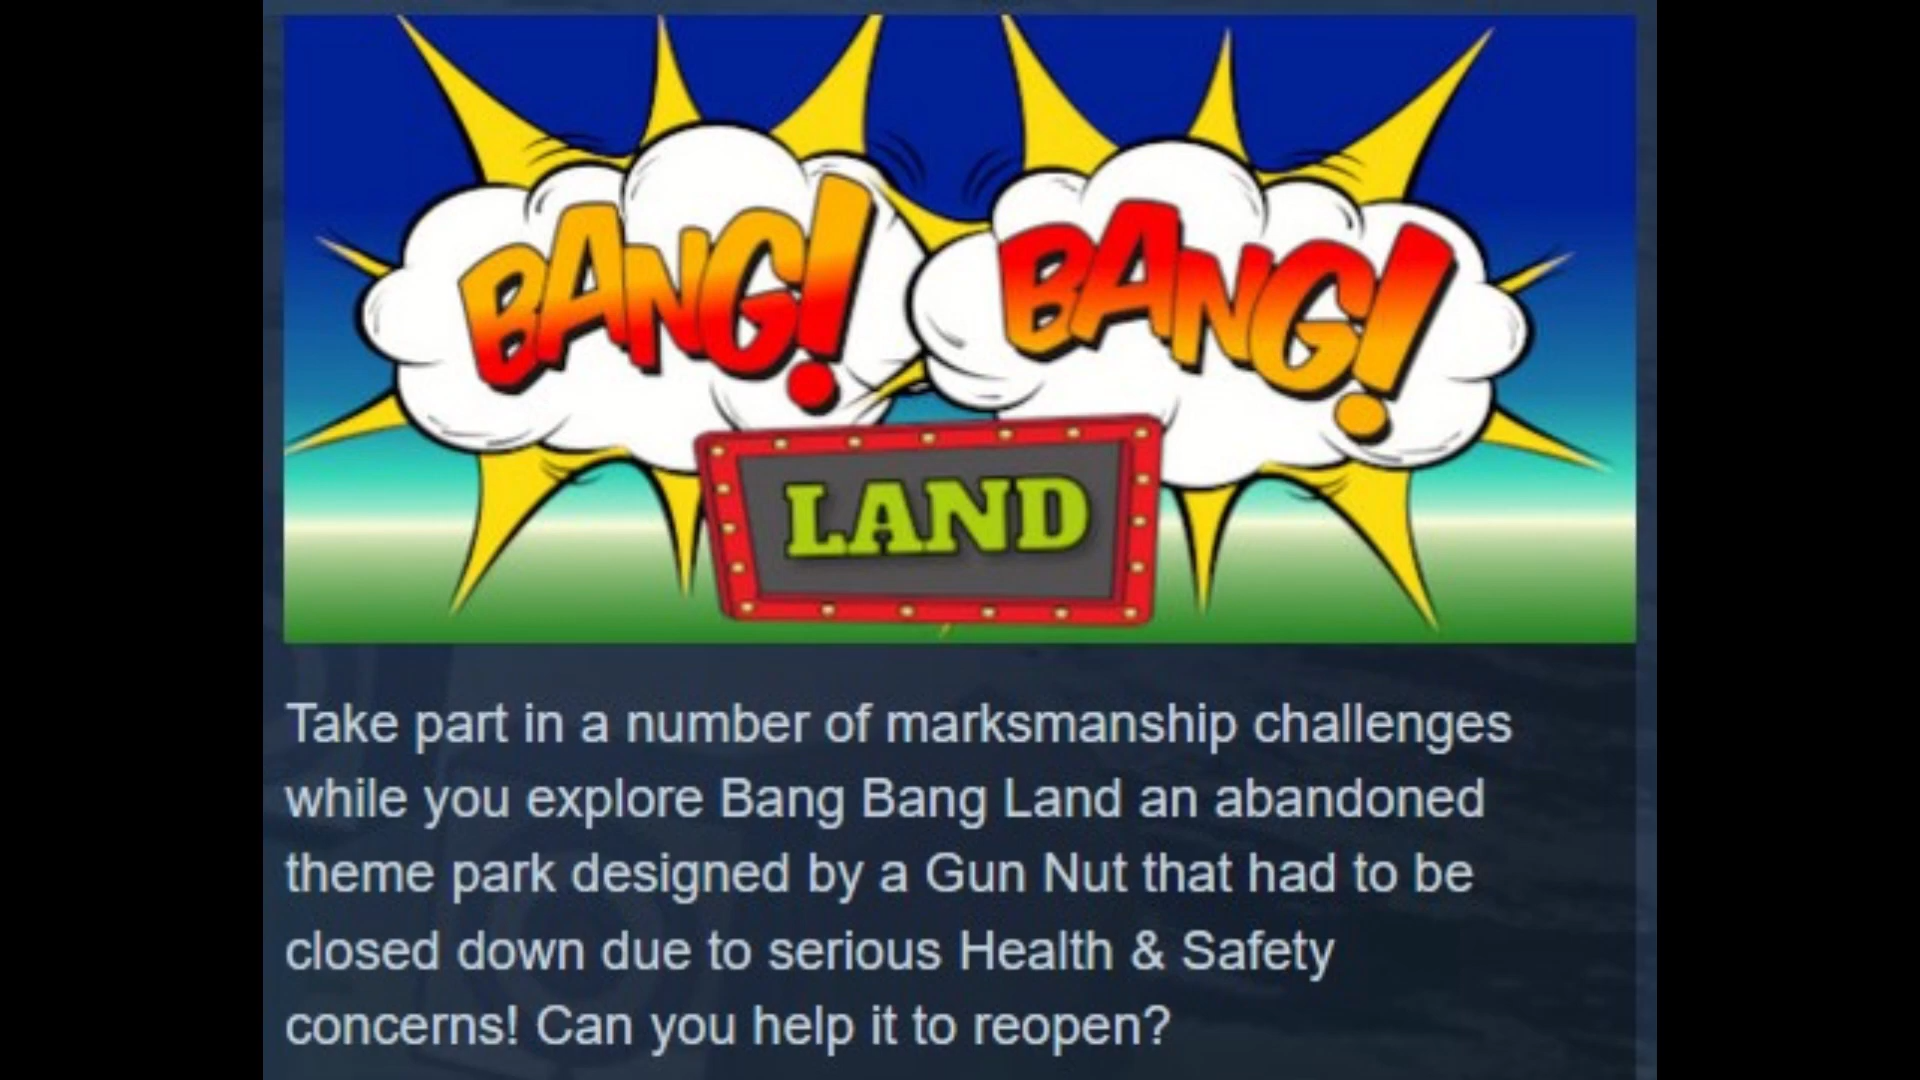 BANG! BANG!
LAND
Take part in a number of marksmanship challenges
while you explore Bang Bang Land an abandoned
theme park designed by a Gun Nut that had to be
closed down due to serious Health & Safety
concerns! Can you help it to reopen?